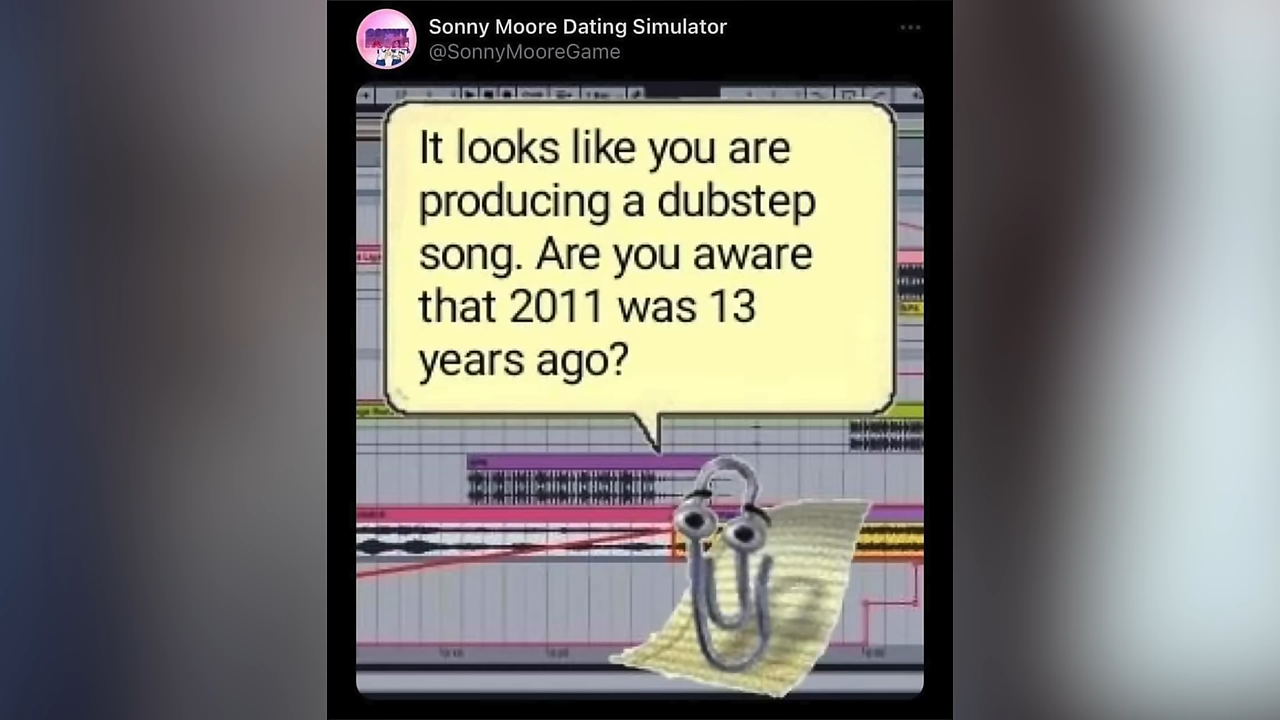 Sonny Moore Dating Simulator
@SonnyMooreGame
It looks like you are
producing a dubstep
song. Are you aware
that 2011 was 13
years ago?